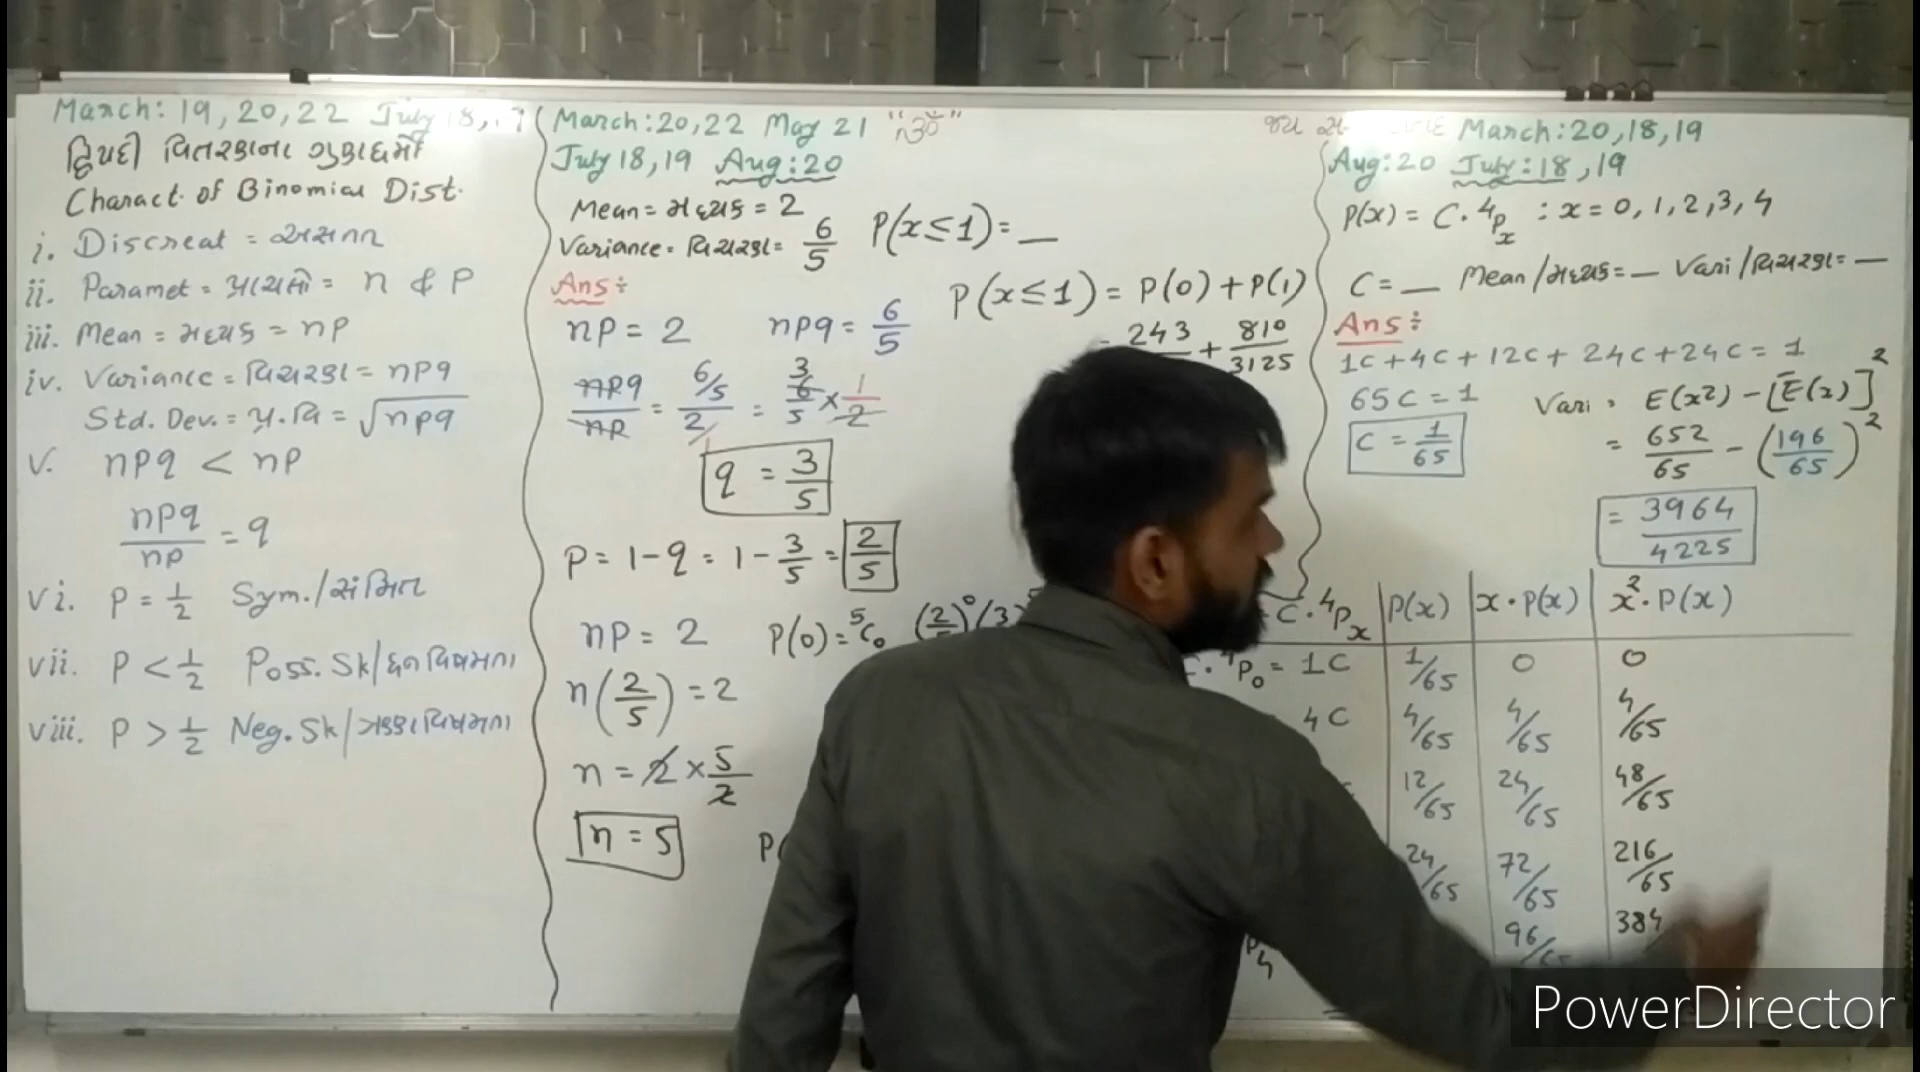 March: 19, 20, 22 July 18,
દ્વિપદી વિતરણના ગુણધર્મો
Charact. of Binomial Dist.
i. Discreat = અસતત
ii. Paramet = પ્રાચલો = n & P
iii. Mean = મધ્યક = nP
iv. Variance = વિચરણ = nPq
Std. Dev. = પ્ર.વિ = √nPq
v. nPq < nP
nPq/nP = q
vi. P = 1/2 Sym./સંમિત
vii. P < 1/2 Poss. Sk/ધન વિષમતા
viii. P > 1/2 Neg. Sk/ઋણ વિષમતા
March: 20, 22 May 21
July 18, 19 Aug: 20
Mean = મધ્યક = 2
Variance = વિચરણ = 6/5 P(x≤1) = _
Ans:
nP = 2 nPq = 6/5
P(x≤1) = P(0) + P(1)
= 243 + 810/3125
nPq/nP = 6/5/2/1 = 3 6/5 × 1/2
q = 3/5
P = 1-q = 1 - 3/5 = 2/5
nP = 2 P(0) = ⁵C₀ (2/ )⁰ (3/
n(2/5) = 2
n = 2 × 5/2
n = 5
P(
જય March: 20, 18, 19
Aug: 20 July: 18, 19
P(x) = C. ⁴Pₓ : x = 0, 1, 2, 3, 4
C = _ Mean/મધ્યક = _ Vari/વિચરણ = _
Ans:
1C + 4C + 12C + 24C + 24C = 1
65C = 1
C = 1/65
Vari = E(x²) - [E(x)]²
= 652/65 - (196/65)²
= 3964/4225
C. ⁴Pₓ P(x) x·P(x) x²·P(x)
C. ⁴P₀ = 1C 1/65 0 0
4C 4/65 4/65 4/65
12/65 24/65 48/65
24/65 72/65 216/65
P₄ 96/65 384
PowerDirector